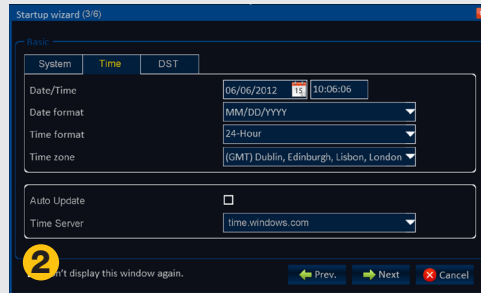 Startup wizard (3/6)
Basic
System Time DST
Date/Time 06/06/2012 15 10:06:06
Date format MM/DD/YYYY
Time format 24-Hour
Time zone (GMT) Dublin, Edinburgh, Lisbon, London
Auto Update
Time Server time.windows.com
2 't display this window again. Prev. Next Cancel